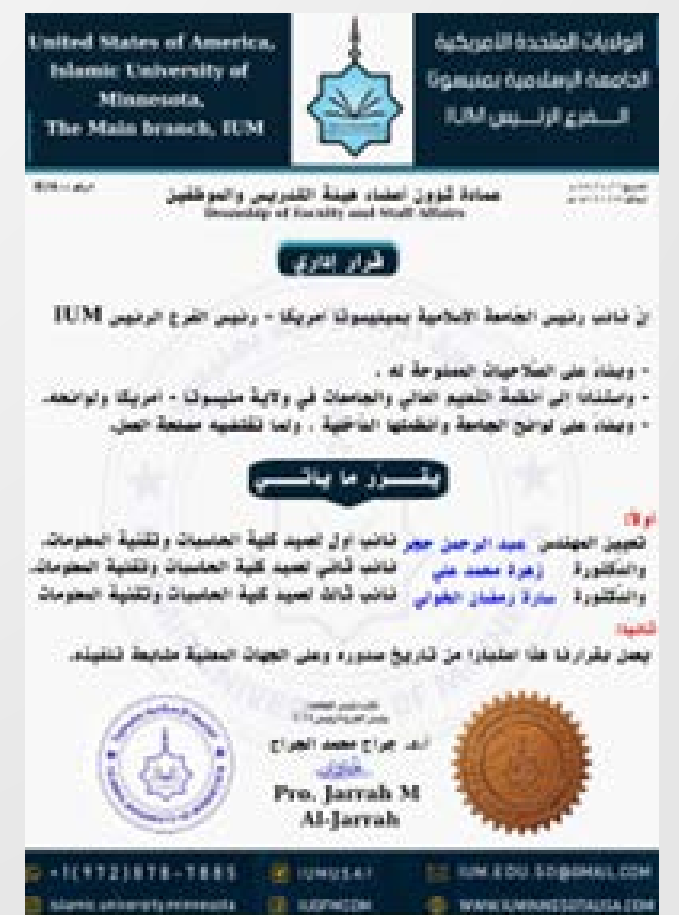 United States of America,
Islamic University of
Minnesota,
The Main branch, IUM
الولايات المتحدة الأمريكية
الجامعة الإسلامية بمنيسوتا
الفرع الرئيس IUM
عمادة شؤون أعضاء هيئة التدريس والموظفين
Deanship of Faculty and Staff Affairs
قرار إداري
إن نائب رئيس الجامعة الإسلامية بمينيسوتا أمريكا - رئيس الفرع الرئيس IUM
- وبناءً على الصلاحيات الممنوحة له .
- واستنادًا إلى أنظمة التعليم العالي والجامعات في ولاية منيسوتا - أمريكا ولوائحه.
- وبناءً على لوائح الجامعة وأنظمتها الداخلية ، ولما تقتضيه مصلحة العمل.
يقرر ما يأتي
أولاً:
تعيين المهندس عبد الرحمن حجر نائب أول لعميد كلية الحاسبات وتقنية المعلومات.
والدكتورة زهرة محمد علي نائب ثاني لعميد كلية الحاسبات وتقنية المعلومات.
والدكتورة سارة رمضان الخولي نائب ثالث لعميد كلية الحاسبات وتقنية المعلومات
ثانيا:
يعمل بقرارنا هذا اعتبارا من تاريخ صدوره وعلى الجهات المعنية متابعة تنفيذه.
أ.د. جراح محمد الجراح
Pro. Jarrah M
Al-Jarrah
IUMUSA1